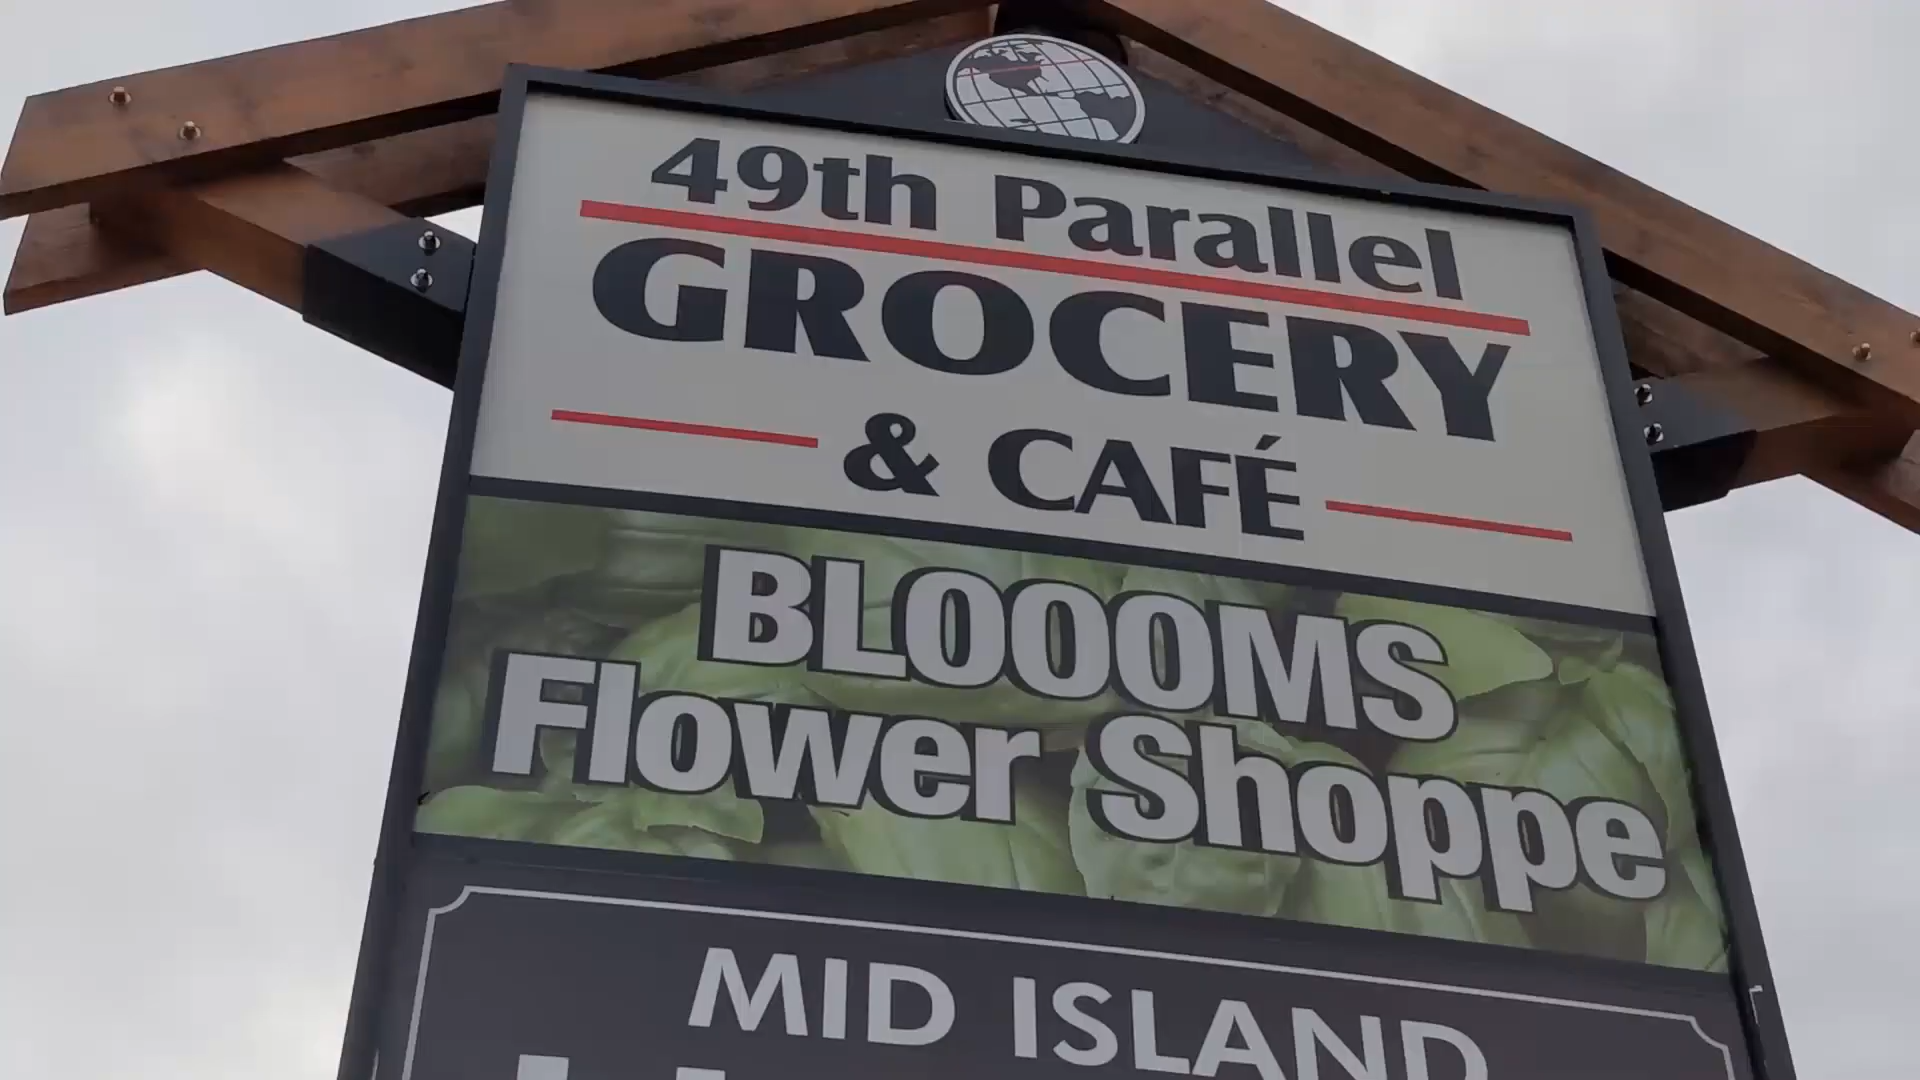 49th Parallel
GROCERY
& CAFÉ
BLOOOMS
Flower Shoppe
MID ISLAND